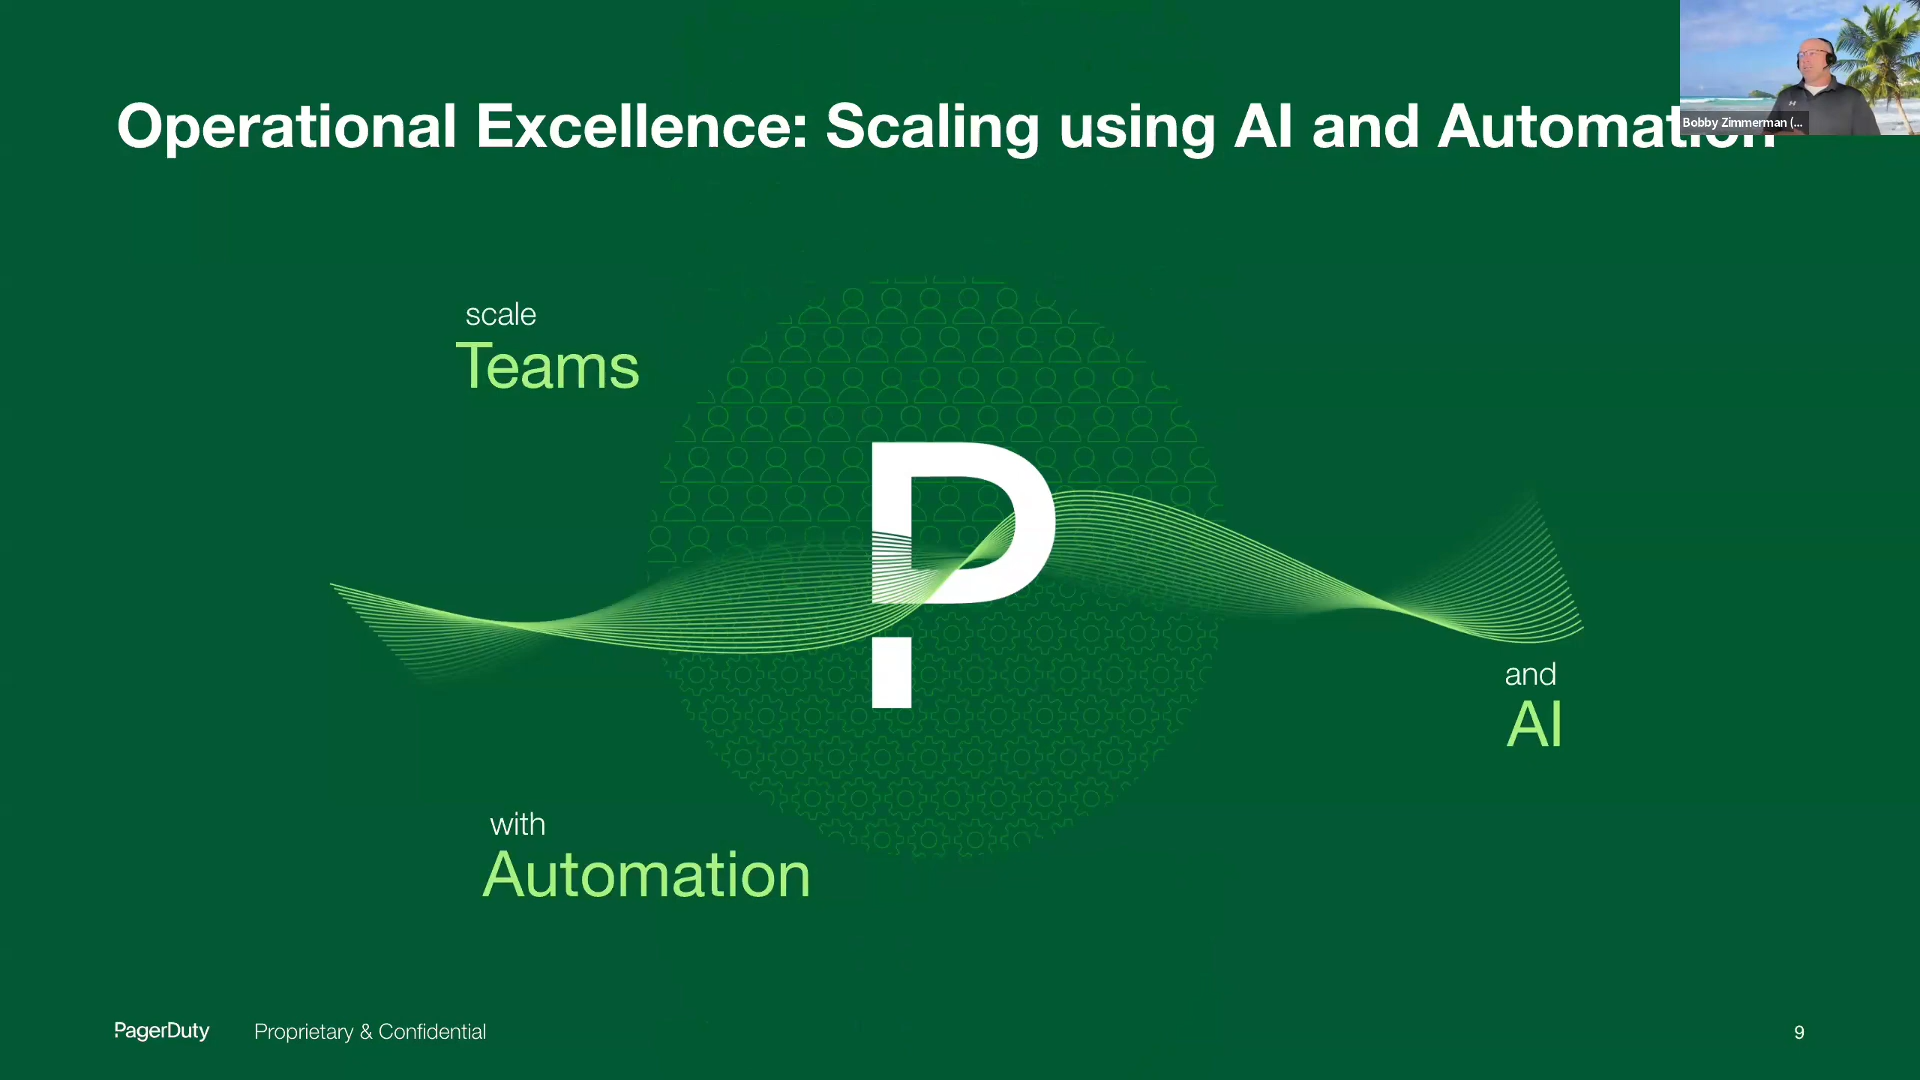 Operational Excellence: Scaling using AI and Automation
Bobby Zimmerman (...
scale
Teams
P
and
AI
with
Automation
PagerDuty
Proprietary & Confidential
9